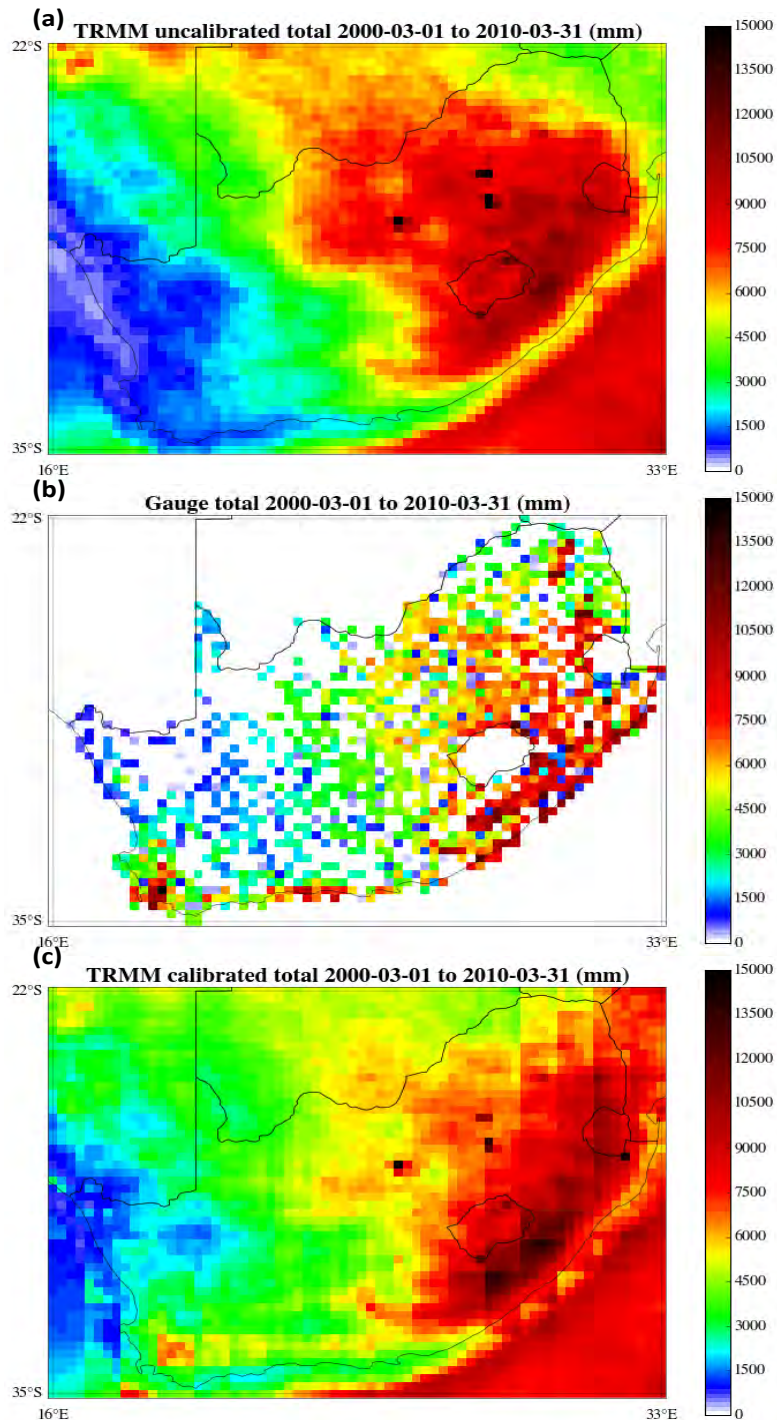 (a)
TRMM uncalibrated total 2000-03-01 to 2010-03-31 (mm)
22°S
35°S
16°E
33°E
15000
13500
12000
10500
9000
7500
6000
4500
3000
1500
0
(b)
Gauge total 2000-03-01 to 2010-03-31 (mm)
22°S
35°S
16°E
33°E
15000
13500
12000
10500
9000
7500
6000
4500
3000
1500
0
(c)
TRMM calibrated total 2000-03-01 to 2010-03-31 (mm)
22°S
35°S
16°E
33°E
15000
13500
12000
10500
9000
7500
6000
4500
3000
1500
0